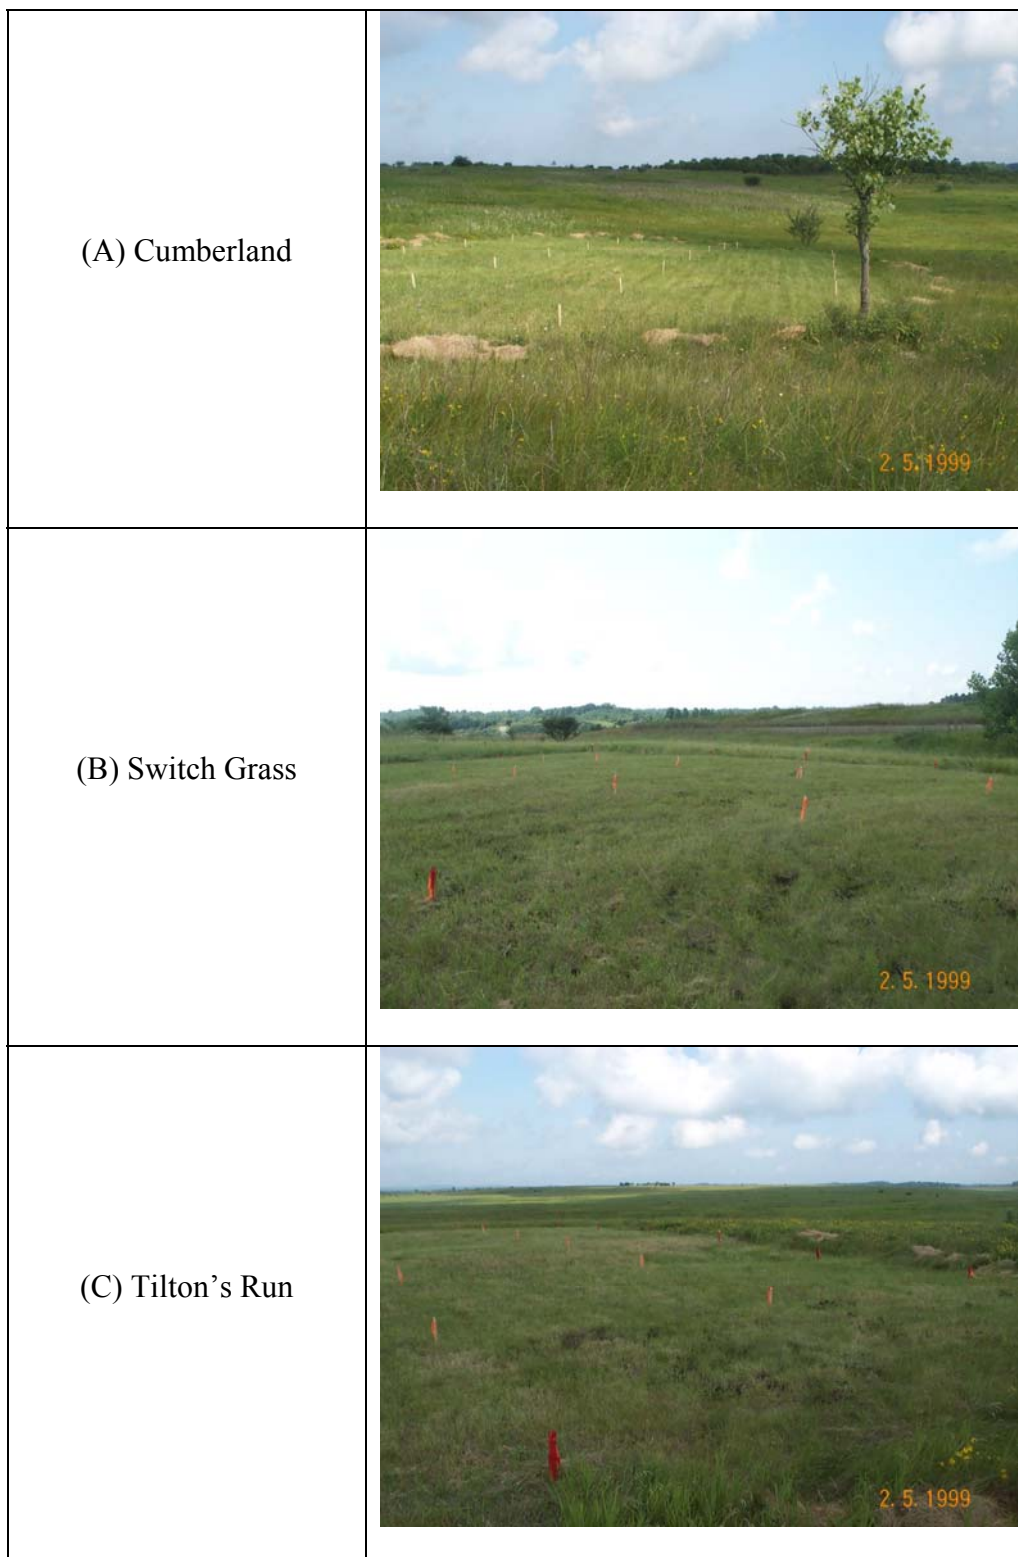 (A) Cumberland
2. 5. 1999
(B) Switch Grass
2. 5. 1999
(C) Tilton’s Run
2. 5. 1999